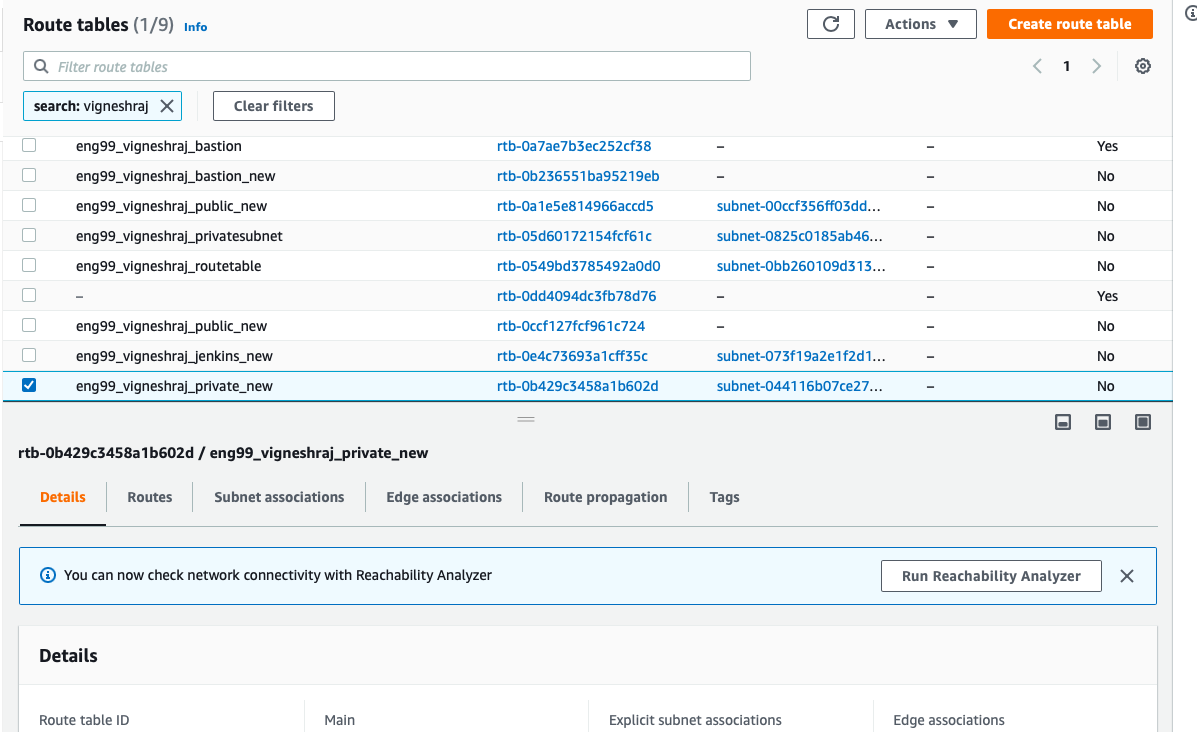 Route tables (1/9) Info
Actions ▼
Create route table
Filter route tables
1
search: vigneshraj
Clear filters
eng99_vigneshraj_bastion rtb-0a7ae7b3ec252cf38 – – Yes
eng99_vigneshraj_bastion_new rtb-0b236551ba95219eb – – No
eng99_vigneshraj_public_new rtb-0a1e5e814966accd5 subnet-00ccf356ff03dd... – No
eng99_vigneshraj_privatesubnet rtb-05d60172154fcf61c subnet-0825c0185ab46... – No
eng99_vigneshraj_routetable rtb-0549bd3785492a0d0 subnet-0bb260109d313... – No
– rtb-0dd4094dc3fb78d76 – – Yes
eng99_vigneshraj_public_new rtb-0ccf127fcf961c724 – – No
eng99_vigneshraj_jenkins_new rtb-0e4c73693a1cff35c subnet-073f19a2e1f2d1... – No
eng99_vigneshraj_private_new rtb-0b429c3458a1b602d subnet-044116b07ce27... – No
rtb-0b429c3458a1b602d / eng99_vigneshraj_private_new
Details Routes Subnet associations Edge associations Route propagation Tags
You can now check network connectivity with Reachability Analyzer
Run Reachability Analyzer
Details
Route table ID Main Explicit subnet associations Edge associations